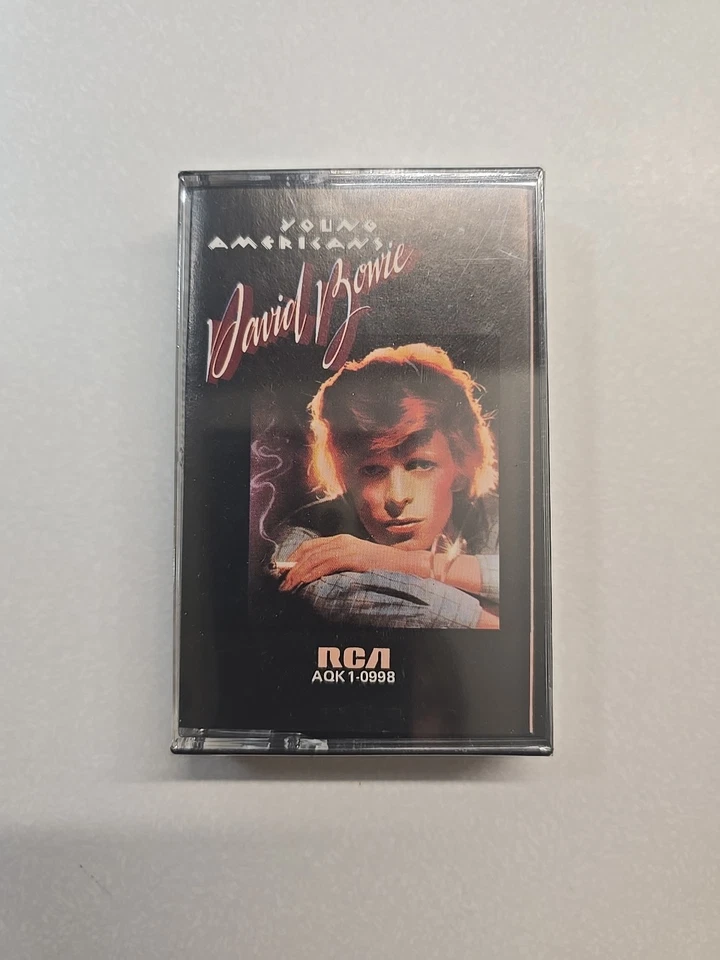 YOUNG
AMERICANS
David Bowie
RCA
AQK1-0998